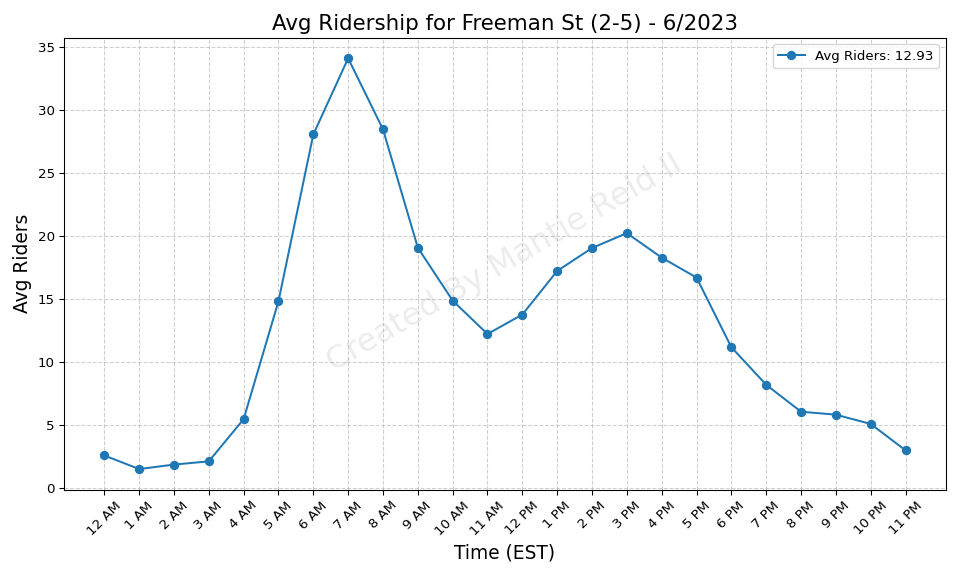 Avg Ridership for Freeman St (2-5) - 6/2023
Avg Riders: 12.93
35
30
25
20
15
10
5
0
Avg Riders
Created By Mantie Reid II
12 AM
1 AM
2 AM
3 AM
4 AM
5 AM
6 AM
7 AM
8 AM
9 AM
10 AM
11 AM
12 PM
1 PM
2 PM
3 PM
4 PM
5 PM
6 PM
7 PM
8 PM
9 PM
10 PM
11 PM
Time (EST)